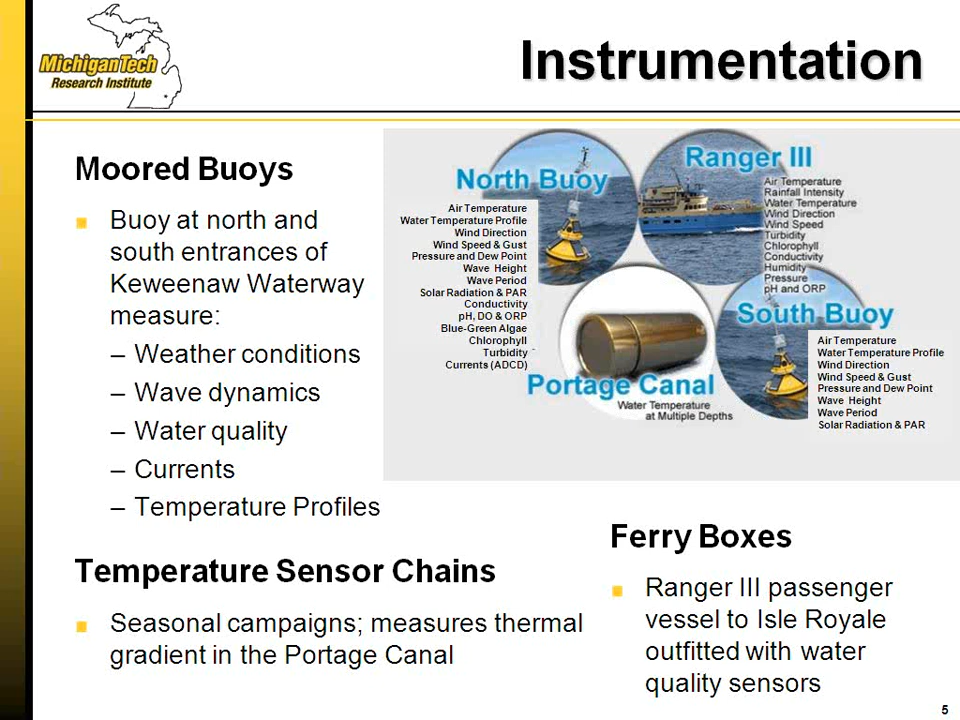 MichiganTech
Research Institute
Instrumentation
Moored Buoys
Buoy at north and
south entrances of
Keweenaw Waterway
measure:
– Weather conditions
– Wave dynamics
– Water quality
– Currents
– Temperature Profiles
North Buoy
Air Temperature
Water Temperature Profile
Wind Direction
Wind Speed & Gust
Pressure and Dew Point
Wave Height
Wave Period
Solar Radiation & PAR
Conductivity
pH, DO & ORP
Blue-Green Algae
Chlorophyll
Turbidity
Currents (ADCD)
Ranger III
Air Temperature
Rainfall Intensity
Water Temperature
Wind Direction
Wind Speed
Turbidity
Chlorophyll
Conductivity
Humidity
Pressure
pH and ORP
South Buoy
Air Temperature
Water Temperature Profile
Wind Direction
Wind Speed & Gust
Pressure and Dew Point
Wave Height
Wave Period
Solar Radiation & PAR
Portage Canal
Water Temperature
at Multiple Depths
Temperature Sensor Chains
Seasonal campaigns; measures thermal
gradient in the Portage Canal
Ferry Boxes
Ranger III passenger
vessel to Isle Royale
outfitted with water
quality sensors
5